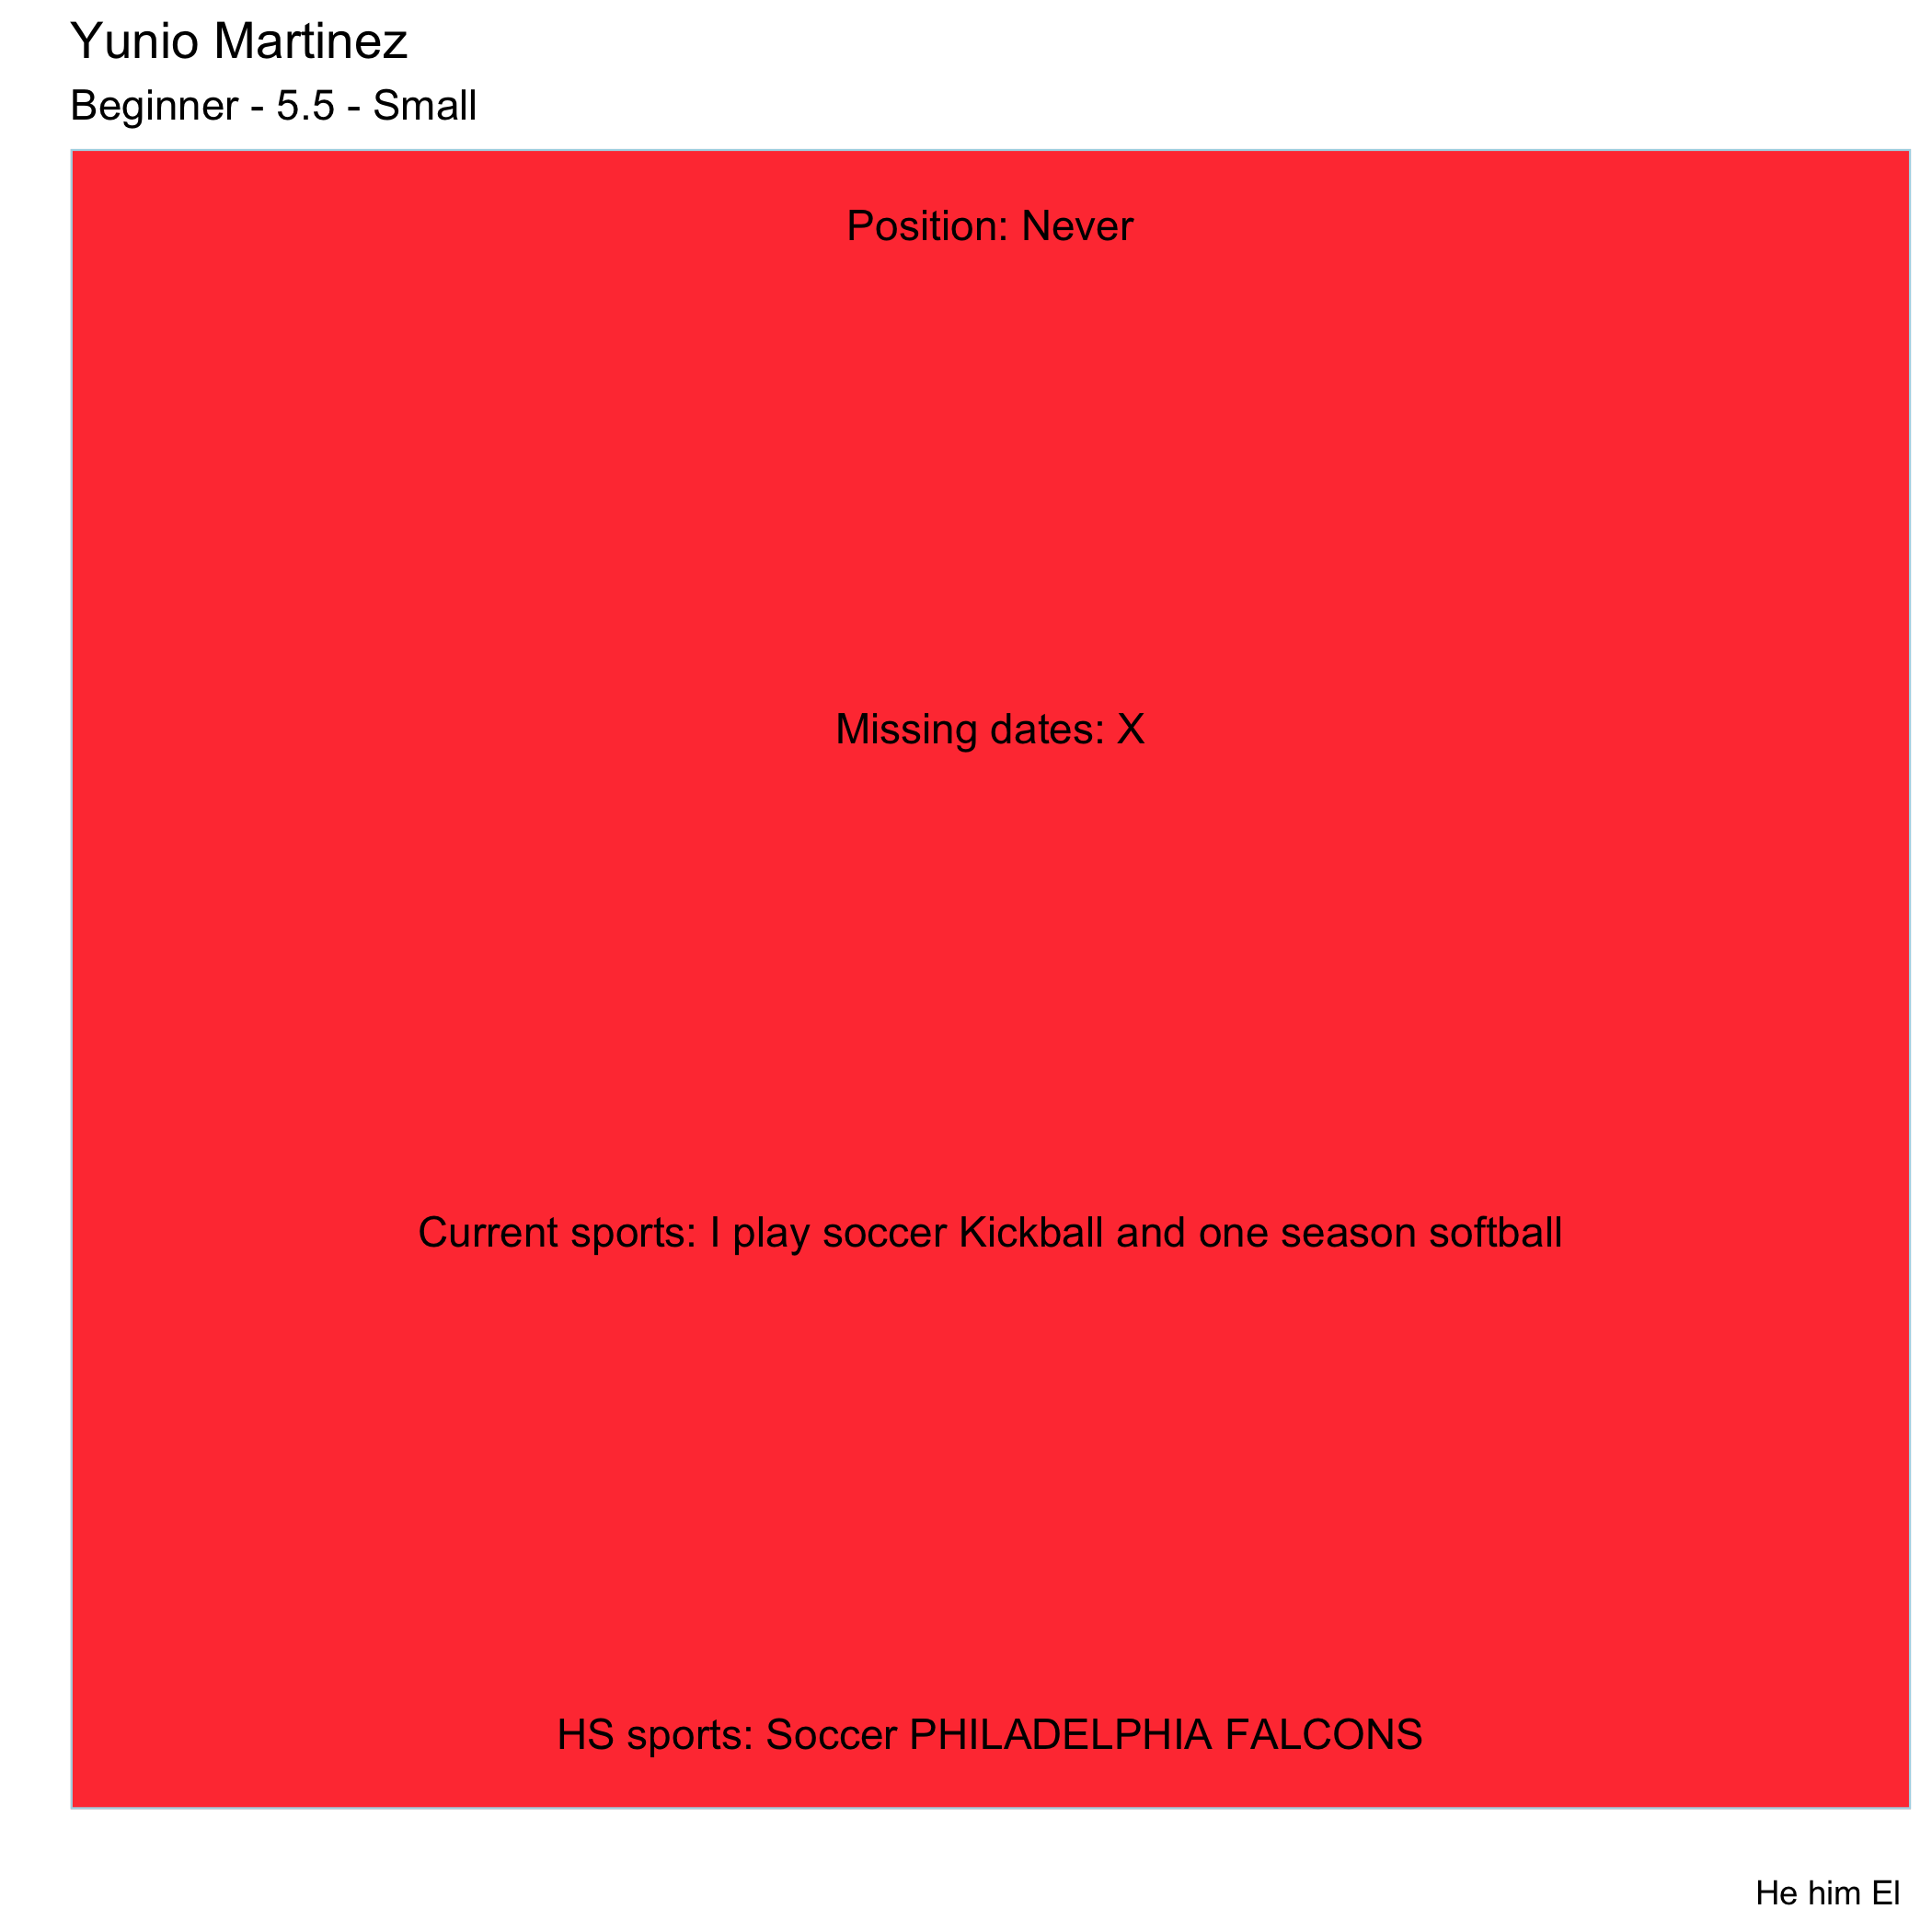 Yunio Martinez
Beginner - 5.5 - Small
Position: Never
Missing dates: X
Current sports: I play soccer Kickball and one season softball
HS sports: Soccer PHILADELPHIA FALCONS
He him El